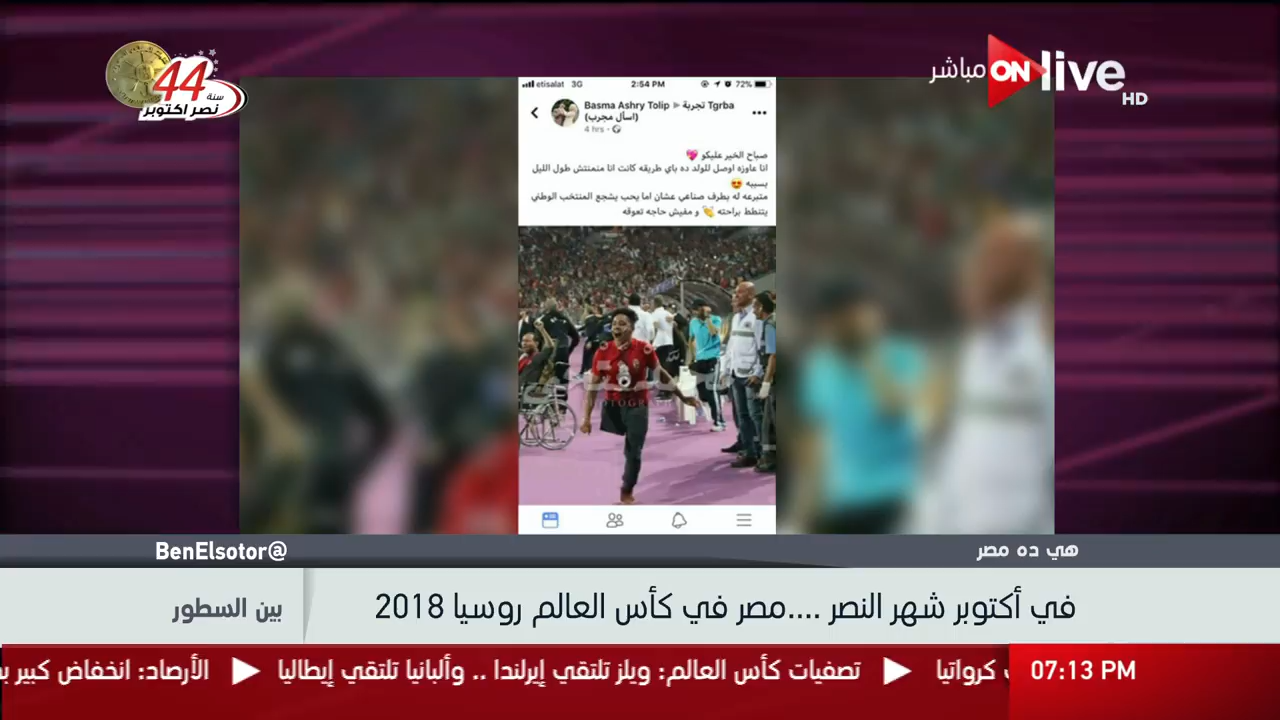 44
سنة
نصر اكتوبر
مباشر ON live
HD
etisalat 3G 2:54 PM 72%
Basma Ashry Tolip ▶ تجربة Tgrba
(اسأل مجرب)
4 hrs
صباح الخير عليكو 💖
انا عاوزه اوصل للولد ده باي طريقه كانت انا منمنتش طول الليل
بسببه 😍
متبرعه له بطرف صناعي عشان اما يحب يشجع المنتخب الوطني
يتنطط براحته 👏 و مفيش حاجه تعوقه
هي ده مصر
@BenElsotor
في أكتوبر شهر النصر ....مصر في كأس العالم روسيا 2018
بين السطور
كرواتيا ◀ تصفيات كأس العالم: ويلز تلتقي إيرلندا .. وألبانيا تلتقي إيطاليا ◀ الأرصاد: انخفاض كبير
07:13 PM